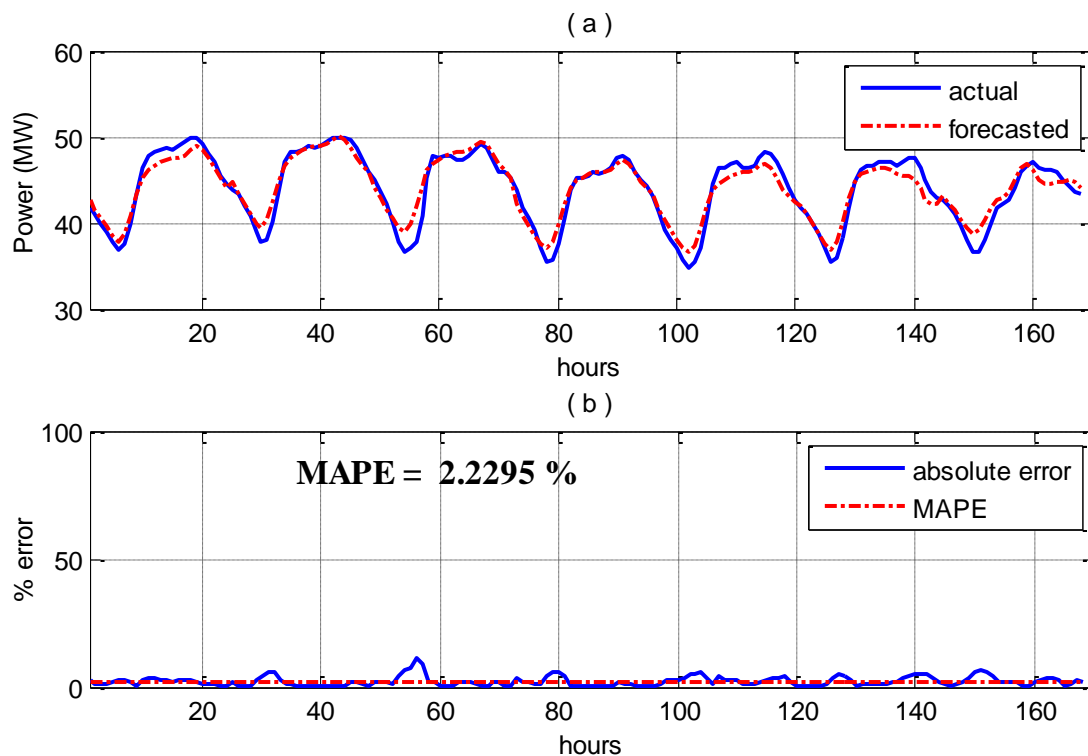 ( a )
60
50
40
30
Power (MW)
actual
forecasted
20 40 60 80 100 120 140 160
hours
( b )
100
50
0
% error
MAPE = 2.2295 %
absolute error
MAPE
20 40 60 80 100 120 140 160
hours